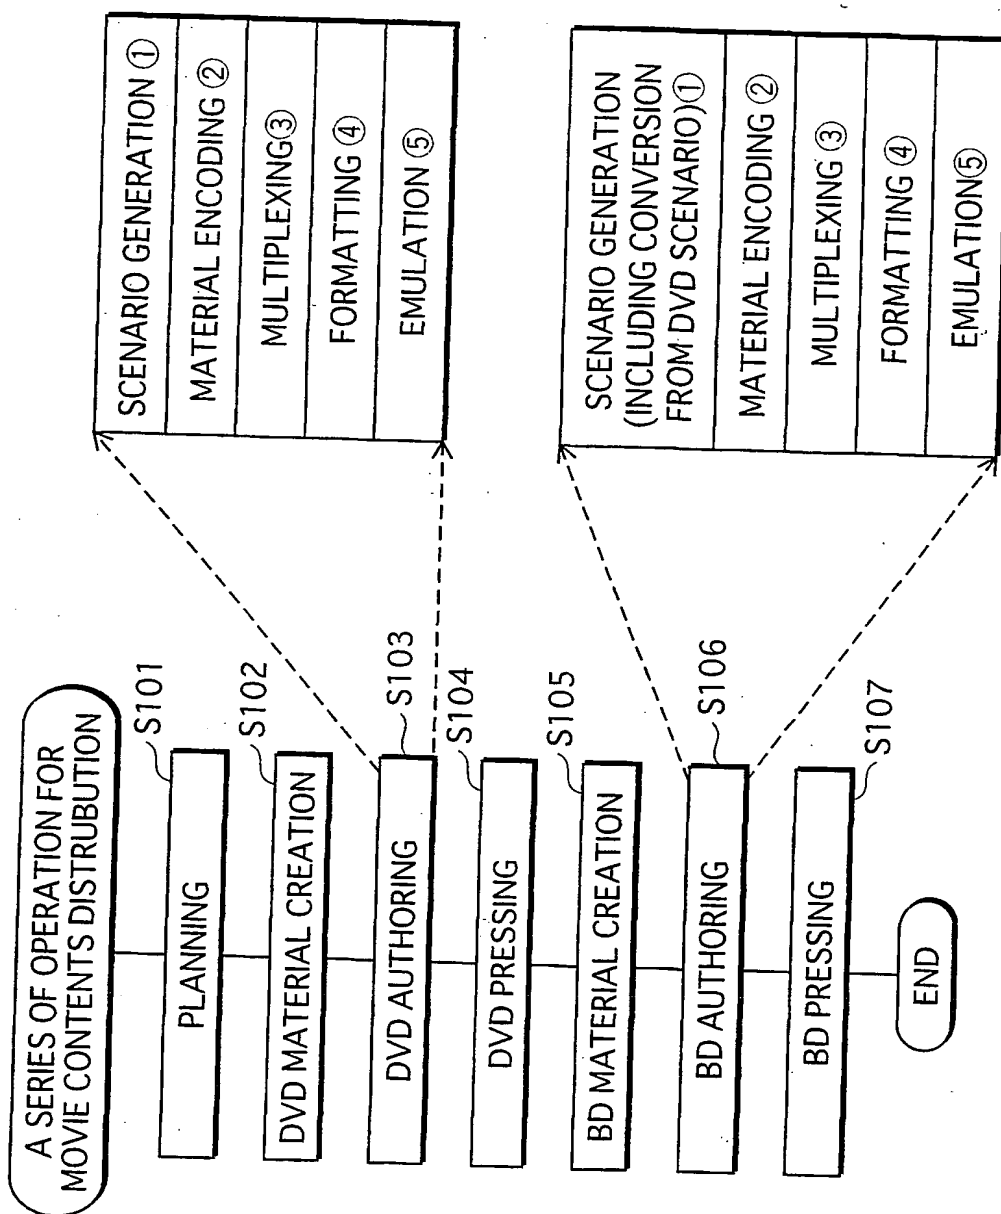 A SERIES OF OPERATION FOR
MOVIE CONTENTS DISTRUBUTION
S101
PLANNING
S102
DVD MATERIAL CREATION
S103
DVD AUTHORING
S104
DVD PRESSING
S105
BD MATERIAL CREATION
S106
BD AUTHORING
S107
BD PRESSING
END
SCENARIO GENERATION ①
MATERIAL ENCODING ②
MULTIPLEXING③
FORMATTING ④
EMULATION ⑤
SCENARIO GENERATION
(INCLUDING CONVERSION
FROM DVD SCENARIO)①
MATERIAL ENCODING ②
MULTIPLEXING ③
FORMATTING ④
EMULATION⑤